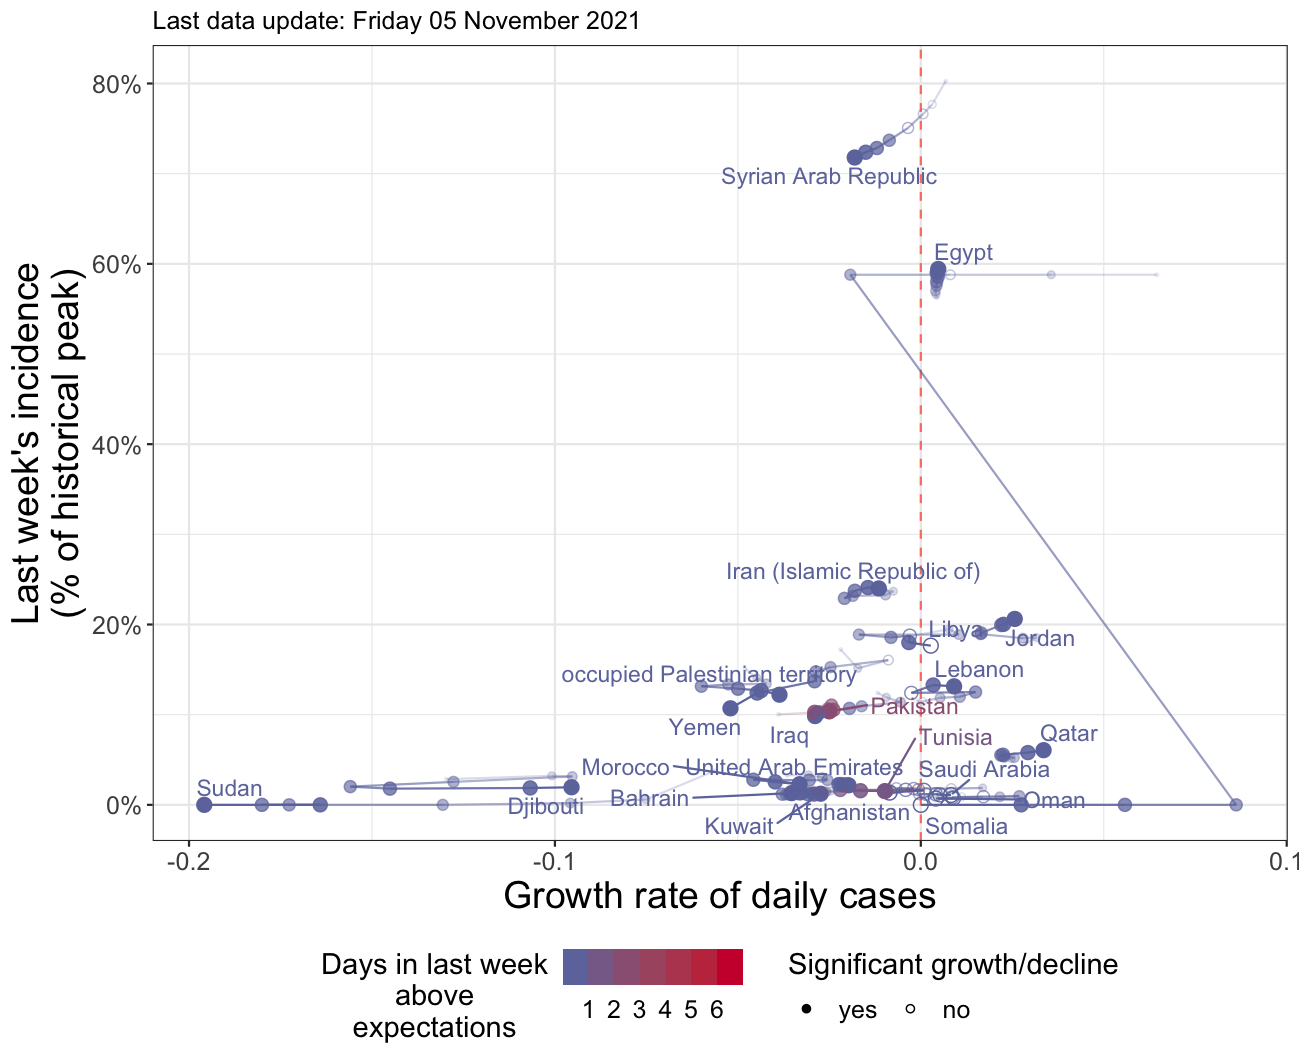 Last data update: Friday 05 November 2021
Last week's incidence
(% of historical peak)
80%
60%
40%
20%
0%
Syrian Arab Republic
Egypt
Iran (Islamic Republic of)
Libya
Jordan
occupied Palestinian territory
Lebanon
Yemen
Iraq
Pakistan
Tunisia
Qatar
Morocco
United Arab Emirates
Saudi Arabia
Sudan
Djibouti
Bahrain
Kuwait
Afghanistan
Oman
Somalia
-0.2
-0.1
0.0
0.1
Growth rate of daily cases
Days in last week
above
expectations
1 2 3 4 5 6
Significant growth/decline
yes
no